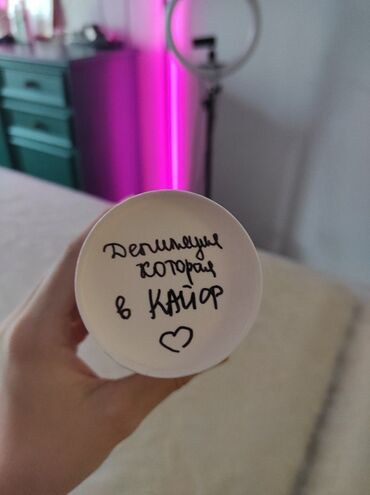 Депиляция
которая
в КАЙФ